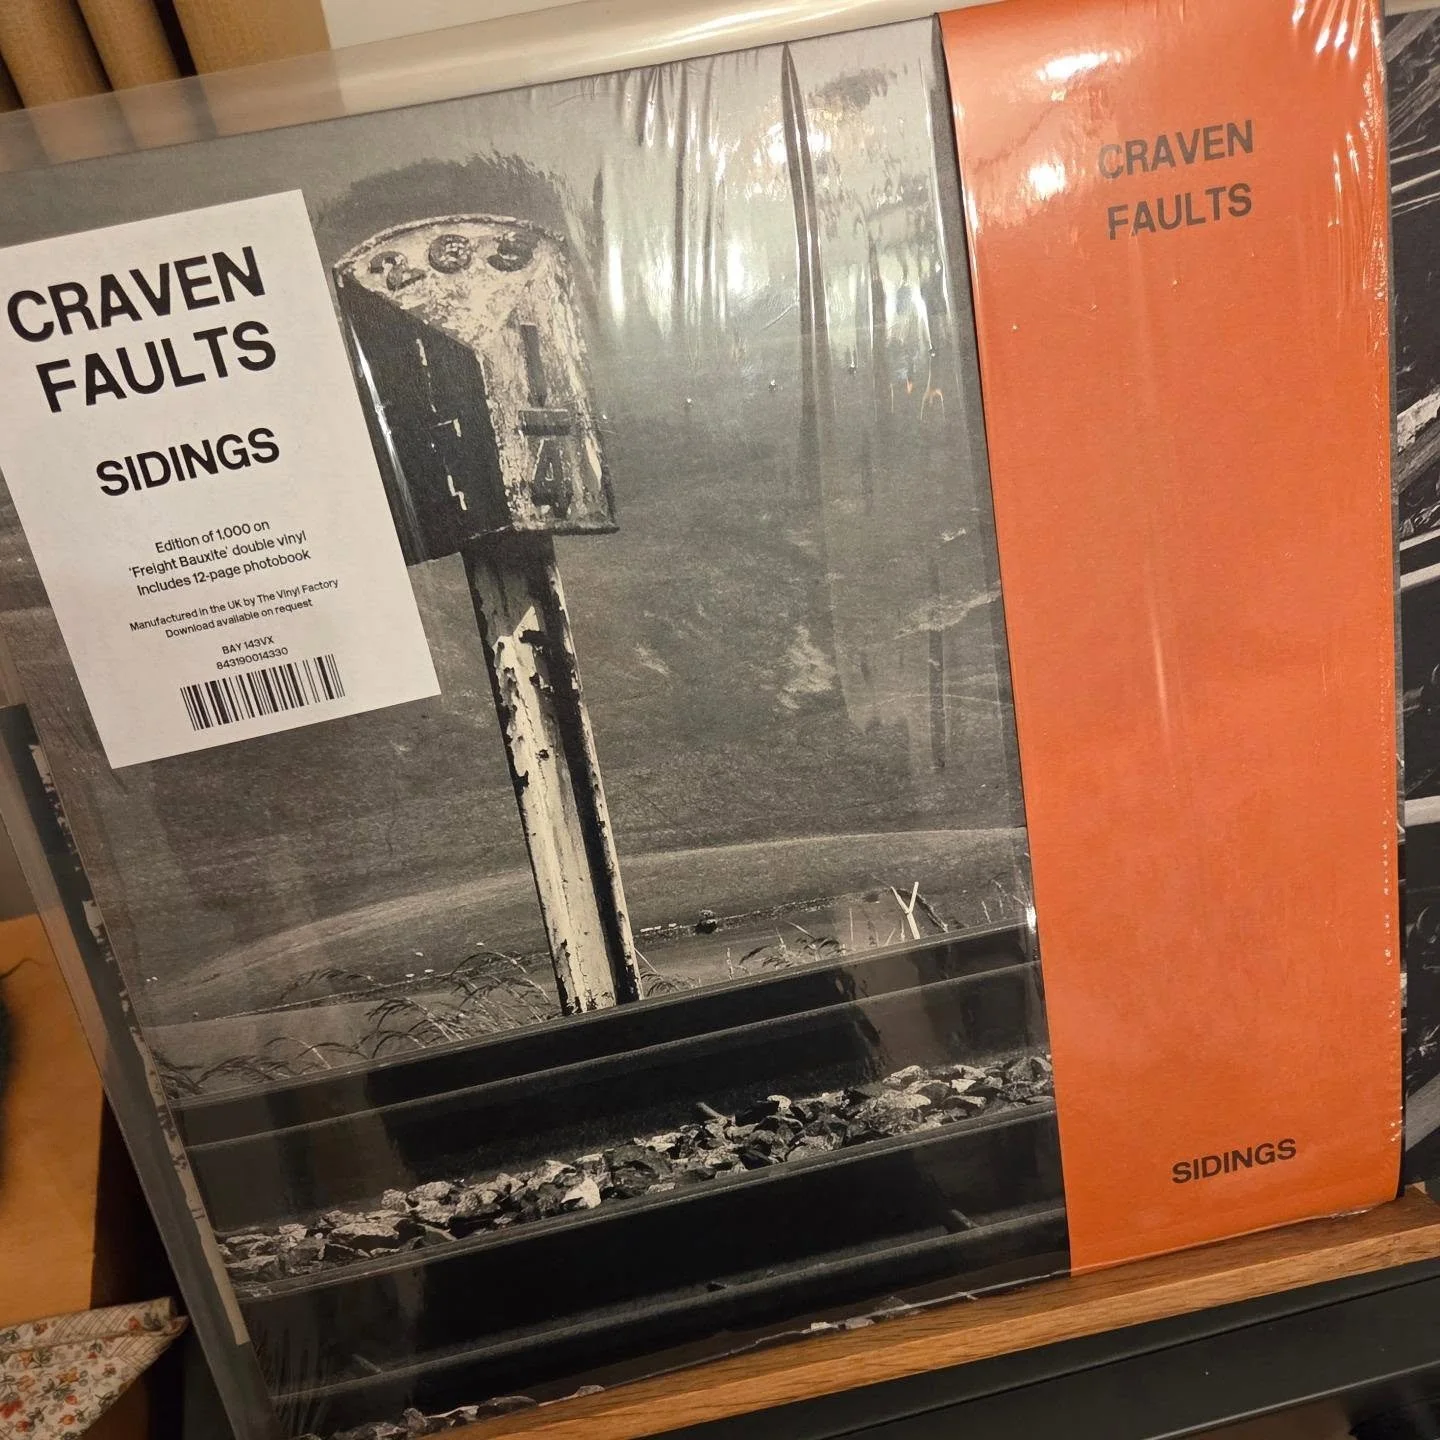 CRAVEN
FAULTS
SIDINGS
Edition of 1,000 on
'Freight Bauxite' double vinyl
Includes 12-page photobook
Manufactured in the UK by The Vinyl Factory
Download available on request
BAY 143VX
843190014330
CRAVEN
FAULTS
SIDINGS